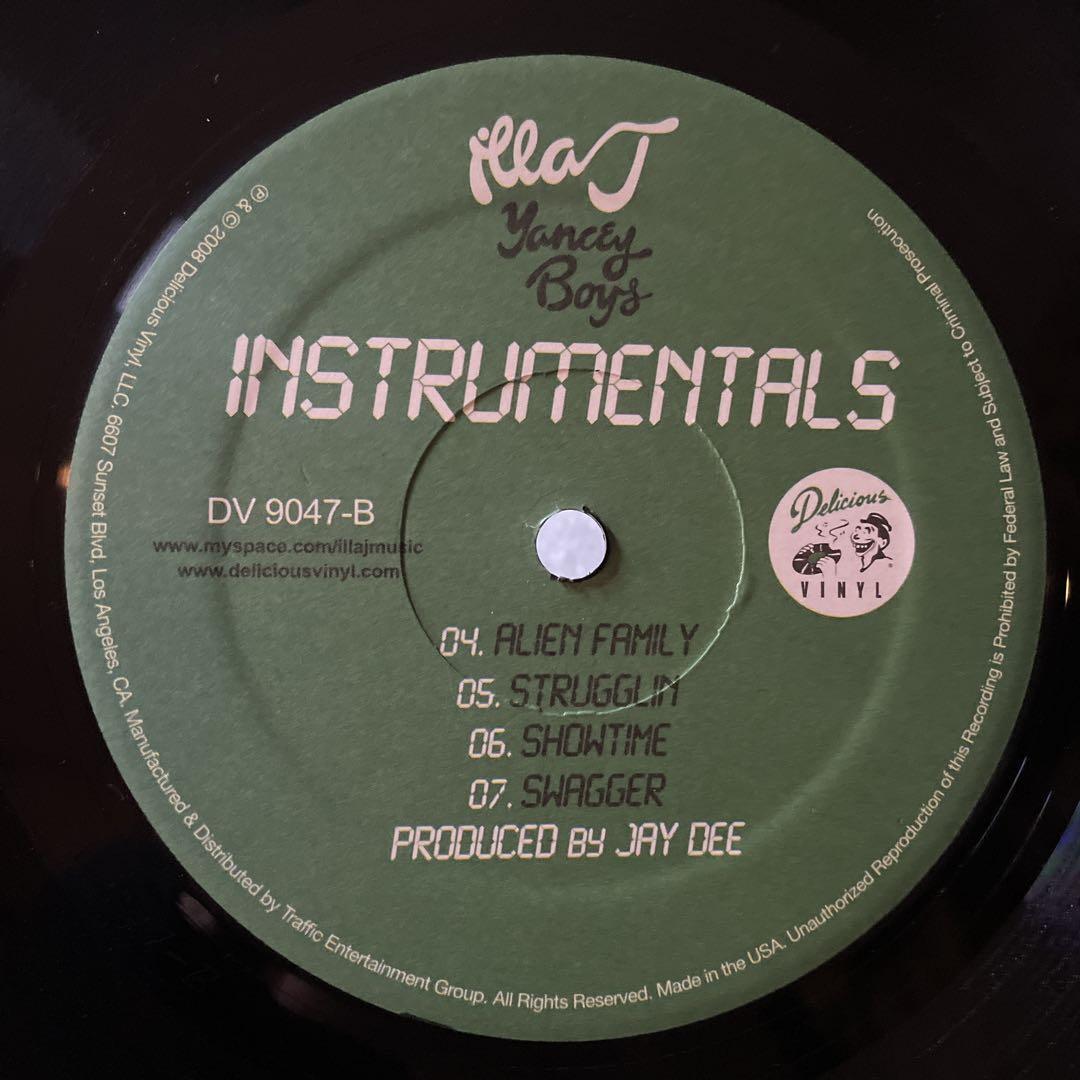 illa J
Yancey
Boys
INSTRUMENTALS
DV 9047-B
www.myspace.com/illajmusic
www.deliciousvinyl.com
Delicious
VINYL
®
04. ALIEN FAMILY
05. STRUGGLIN
06. SHOWTIME
07. SWAGGER
PRODUCED BY JAY DEE
℗ & © 2008 Delicious Vinyl, LLC. 6607 Sunset Blvd, Los Angeles, CA. Manufactured & Distributed by Traffic Entertainment Group. All Rights Reserved. Made in the USA. Unauthorized Reproduction of this Recording is Prohibited by Federal Law and Subject to Criminal Prosecution